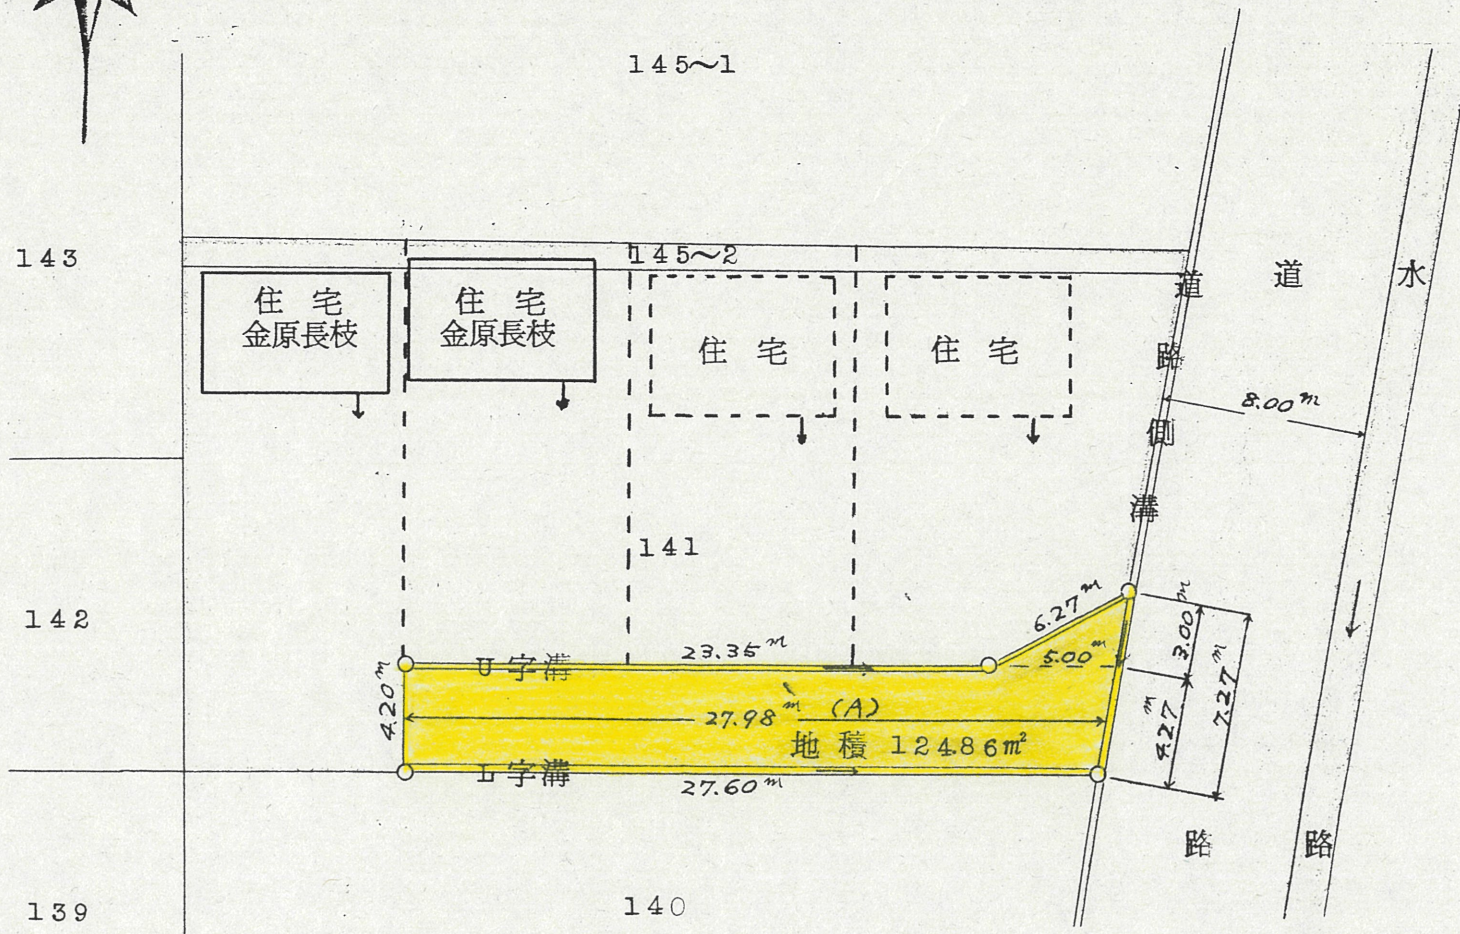 145〜1
143
145〜2
道
道
水
住 宅
金原長枝
住 宅
金原長枝
住 宅
住 宅
路
8.00m
側
溝
141
142
6.27m
3.00m
7.27m
4.27m
5.00m
U字溝
23.35m
4.20m
27.98m (A)
地積 124.86m²
L字溝
27.60m
路
路
139
140